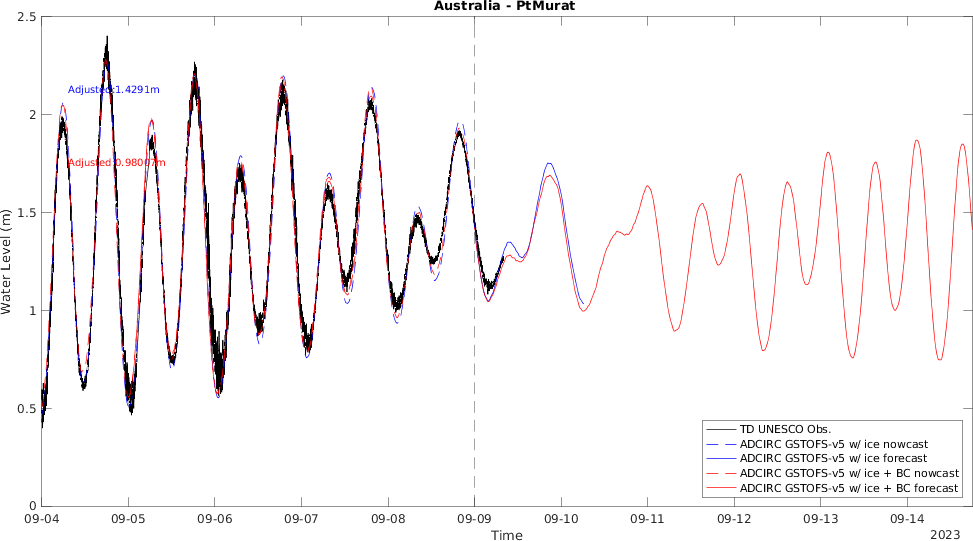 Australia - PtMurat
2.5
2
1.5
1
0.5
0
Water Level (m)
Adjusted:1.4291m
Adjusted:0.98007m
TD UNESCO Obs.
ADCIRC GSTOFS-v5 w/ ice nowcast
ADCIRC GSTOFS-v5 w/ ice forecast
ADCIRC GSTOFS-v5 w/ ice + BC nowcast
ADCIRC GSTOFS-v5 w/ ice + BC forecast
09-04 09-05 09-06 09-07 09-08 09-09 09-10 09-11 09-12 09-13 09-14
Time
2023